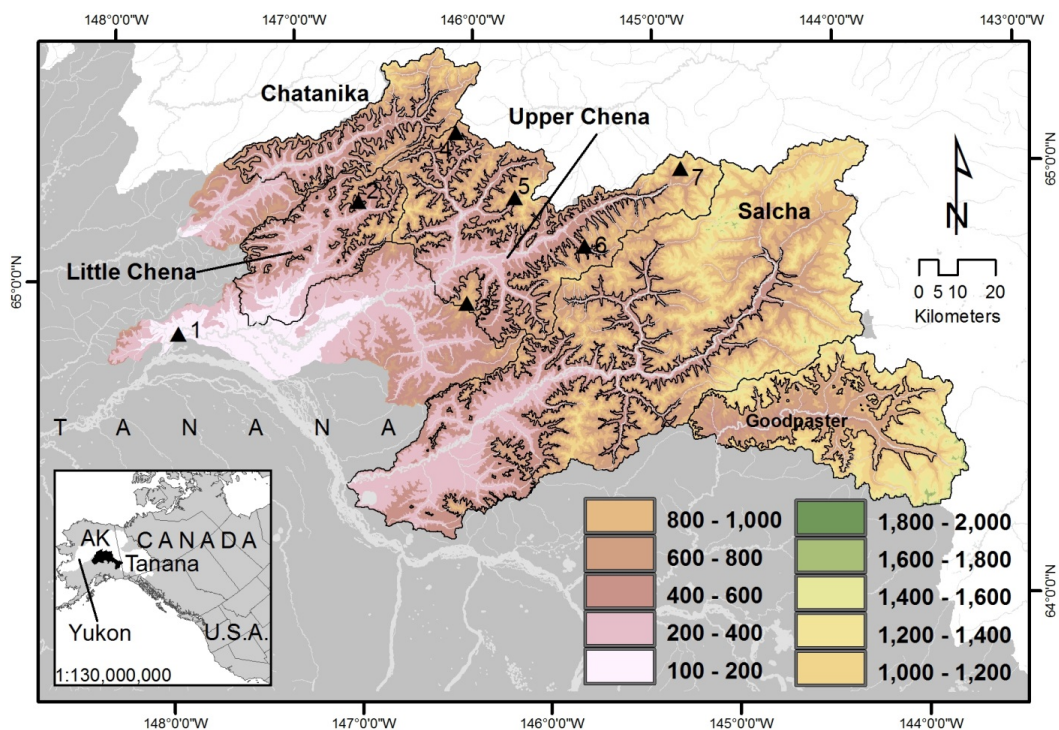 148°0'0"W 147°0'0"W 146°0'0"W 145°0'0"W 144°0'0"W 143°0'0"W
Chatanika
Upper Chena
4
7
65°0'0"N
5
2
Salcha
6
N
Little Chena
65°0'0"N
3
0 5 10 20
Kilometers
1
T A N A N A
Goodpaster
800 - 1,000
600 - 800
400 - 600
200 - 400
100 - 200
1,800 - 2,000
1,600 - 1,800
1,400 - 1,600
1,200 - 1,400
1,000 - 1,200
AK
CANADA
Tanana
Yukon
U.S.A.
1:130,000,000
64°0'0"N
148°0'0"W 147°0'0"W 146°0'0"W 145°0'0"W 144°0'0"W